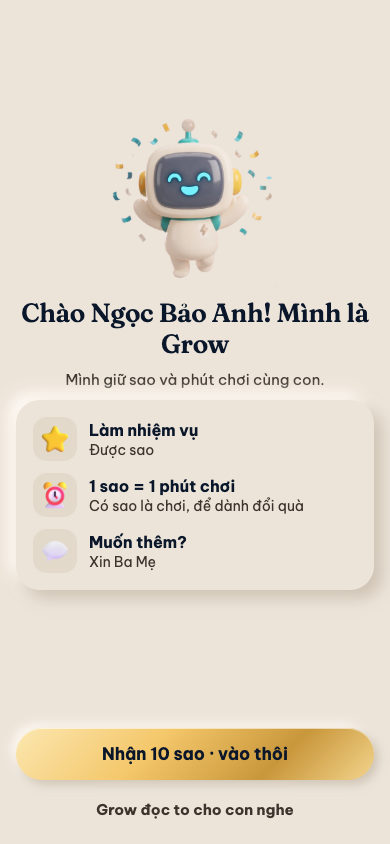 Chào Ngọc Bảo Anh! Mình là
Grow
Mình giữ sao và phút chơi cùng con.
Làm nhiệm vụ
Được sao
1 sao = 1 phút chơi
Có sao là chơi, để dành đổi quà
Muốn thêm?
Xin Ba Mẹ
Nhận 10 sao · vào thôi
Grow đọc to cho con nghe